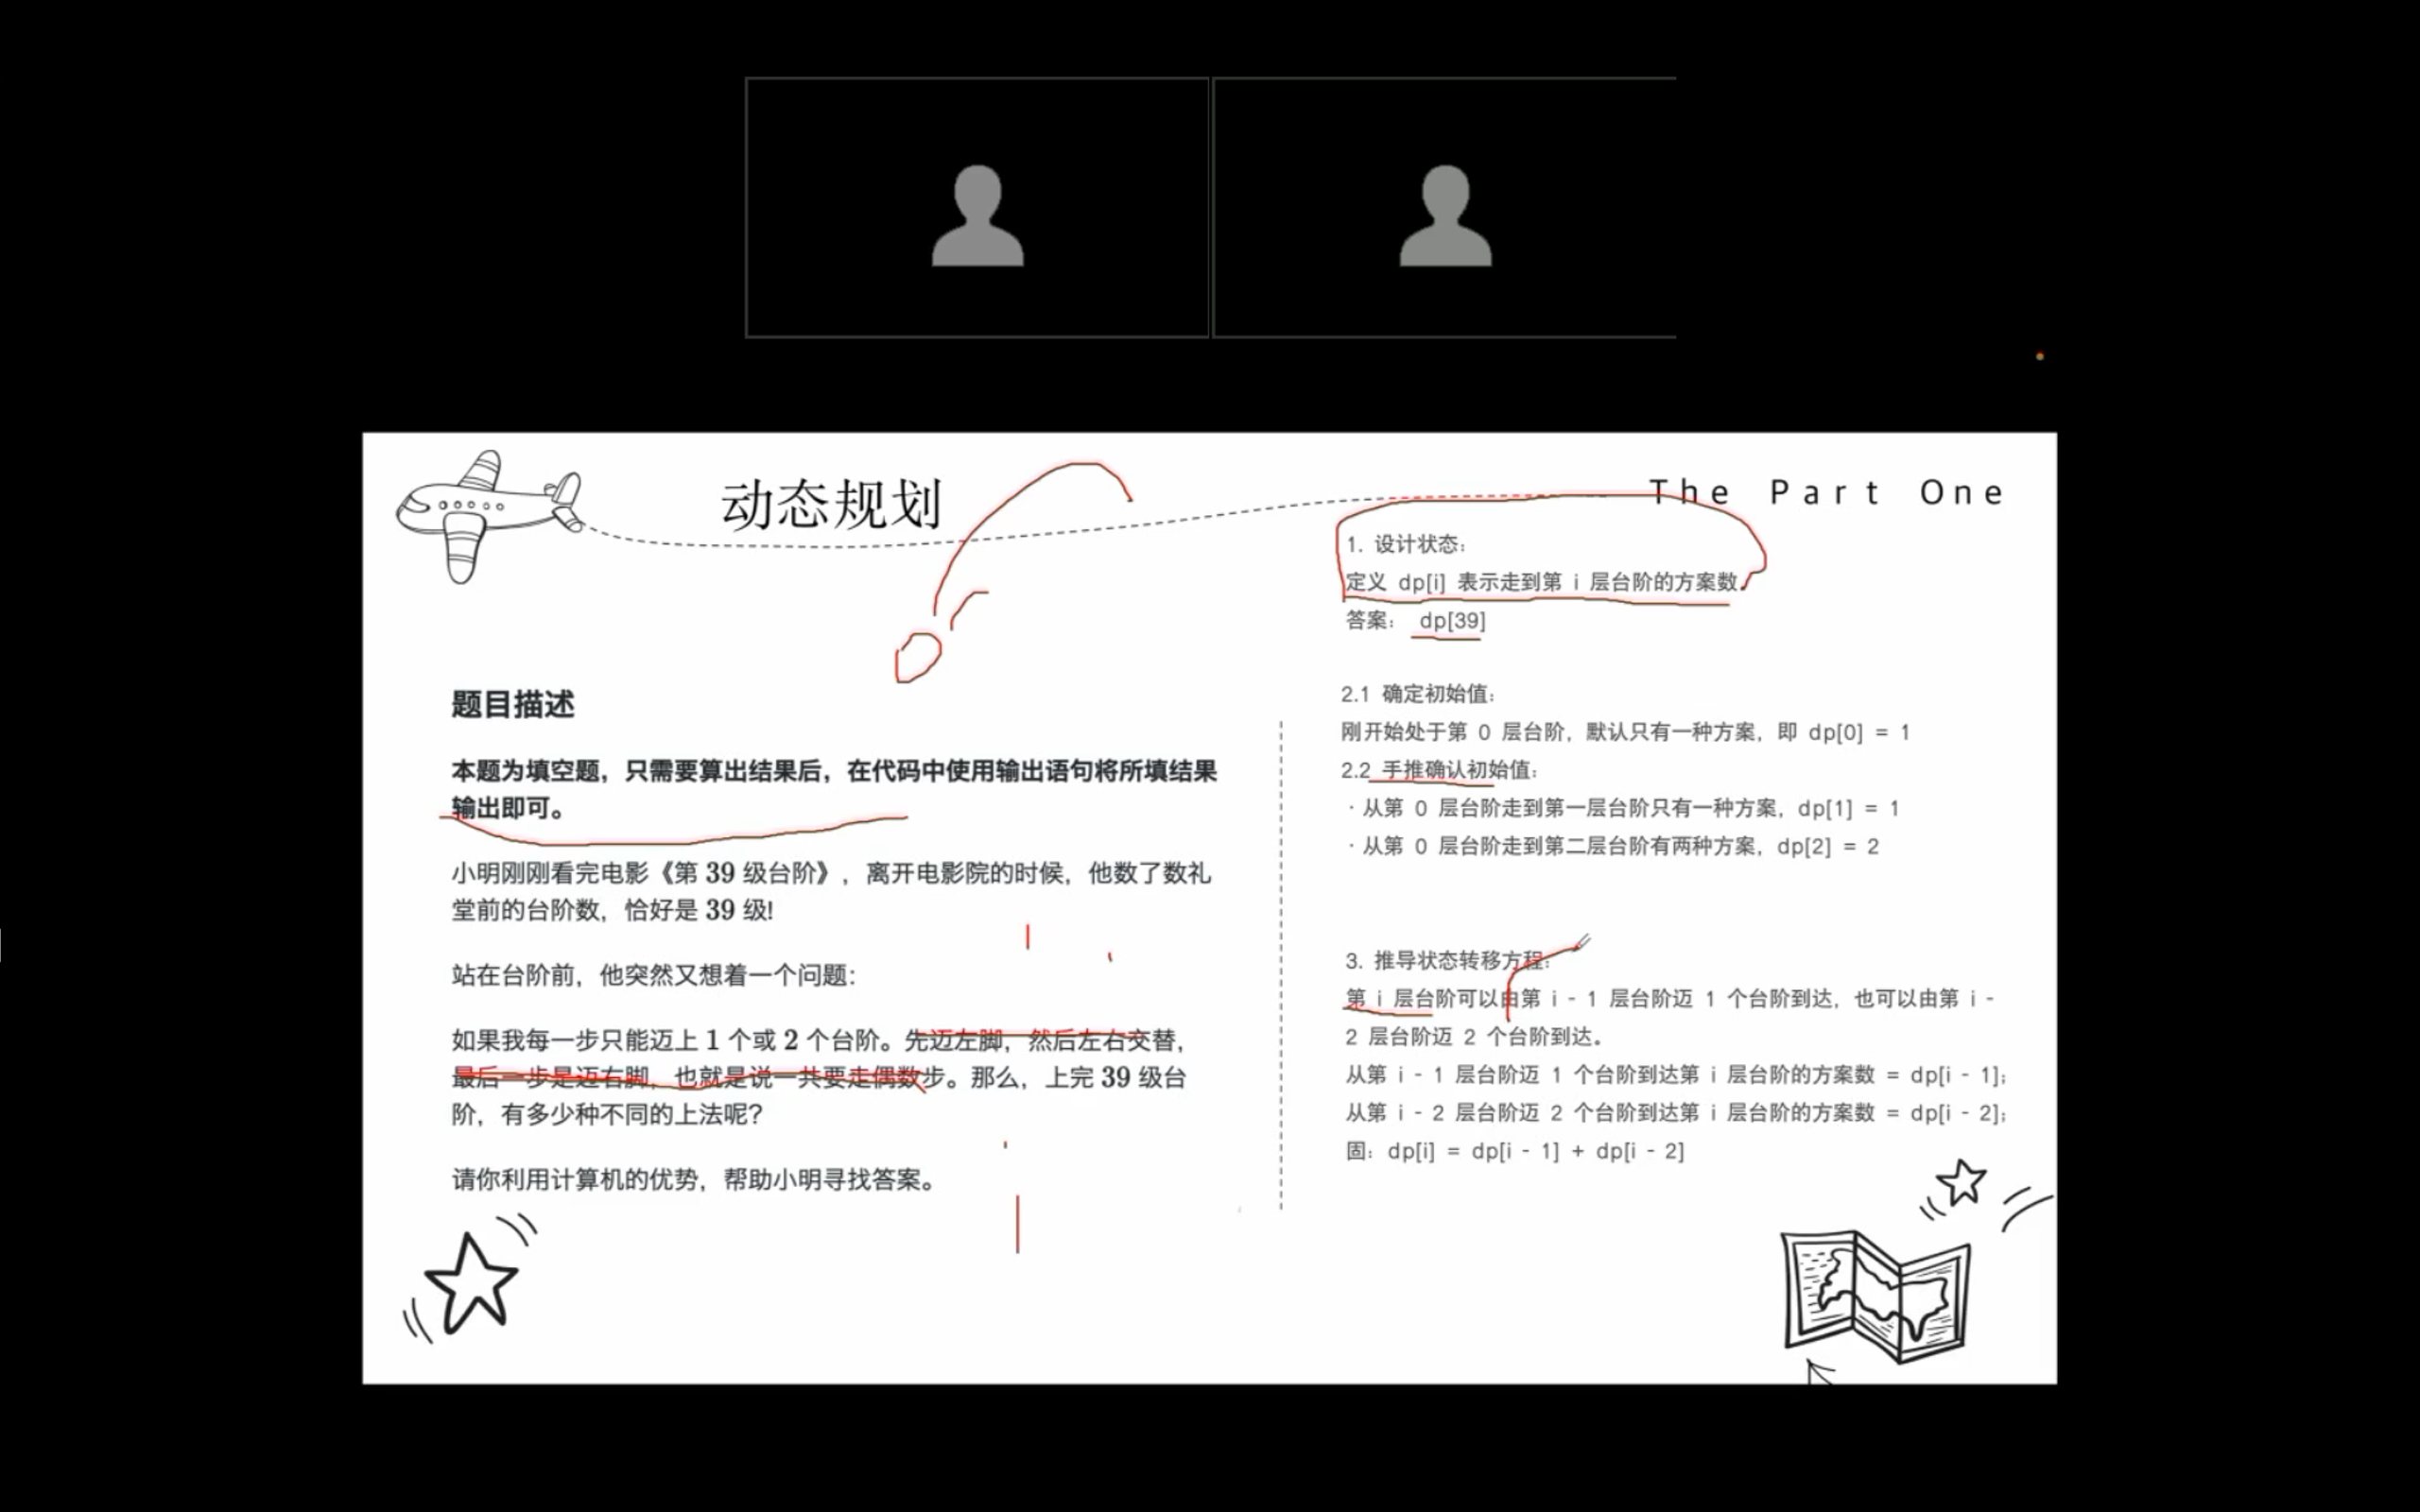 动态规划
The Part One
题目描述
本题为填空题，只需要算出结果后，在代码中使用输出语句将所填结果
输出即可。
小明刚刚看完电影《第 39 级台阶》，离开电影院的时候，他数了数礼
堂前的台阶数，恰好是 39 级!
站在台阶前，他突然又想着一个问题:
如果我每一步只能迈上 1 个或 2 个台阶。先迈左脚，然后左右交替，
最后一步是迈右脚，也就是说一共要走偶数步。那么，上完 39 级台
阶，有多少种不同的上法呢?
请你利用计算机的优势，帮助小明寻找答案。
1. 设计状态：
定义 dp[i] 表示走到第 i 层台阶的方案数.
答案： dp[39]
2.1 确定初始值：
刚开始处于第 0 层台阶，默认只有一种方案，即 dp[0] = 1
2.2 手推确认初始值：
· 从第 0 层台阶走到第一层台阶只有一种方案，dp[1] = 1
· 从第 0 层台阶走到第二层台阶有两种方案，dp[2] = 2
3. 推导状态转移方程:
第 i 层台阶可以由第 i - 1 层台阶迈 1 个台阶到达，也可以由第 i -
2 层台阶迈 2 个台阶到达。
从第 i - 1 层台阶迈 1 个台阶到达第 i 层台阶的方案数 = dp[i - 1];
从第 i - 2 层台阶迈 2 个台阶到达第 i 层台阶的方案数 = dp[i - 2];
固：dp[i] = dp[i - 1] + dp[i - 2]